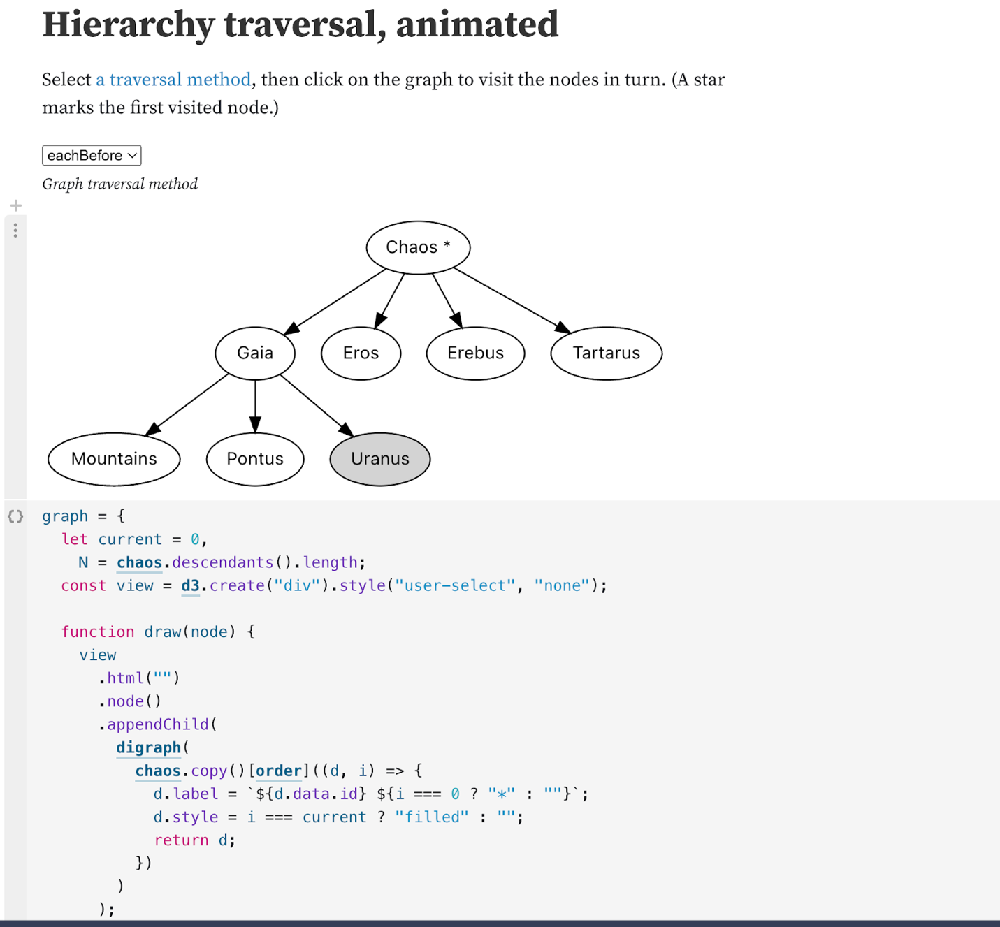 Hierarchy traversal, animated
Select a traversal method, then click on the graph to visit the nodes in turn. (A star
marks the first visited node.)
eachBefore
Graph traversal method
Chaos *
Gaia
Eros
Erebus
Tartarus
Mountains
Pontus
Uranus
graph = {
  let current = 0,
    N = chaos.descendants().length;
  const view = d3.create("div").style("user-select", "none");
  function draw(node) {
    view
      .html("")
      .node()
      .appendChild(
        digraph(
          chaos.copy()[order]((d, i) => {
            d.label = `${d.data.id} ${i === 0 ? "*" : ""}`;
            d.style = i === current ? "filled" : "";
            return d;
          })
        )
      );